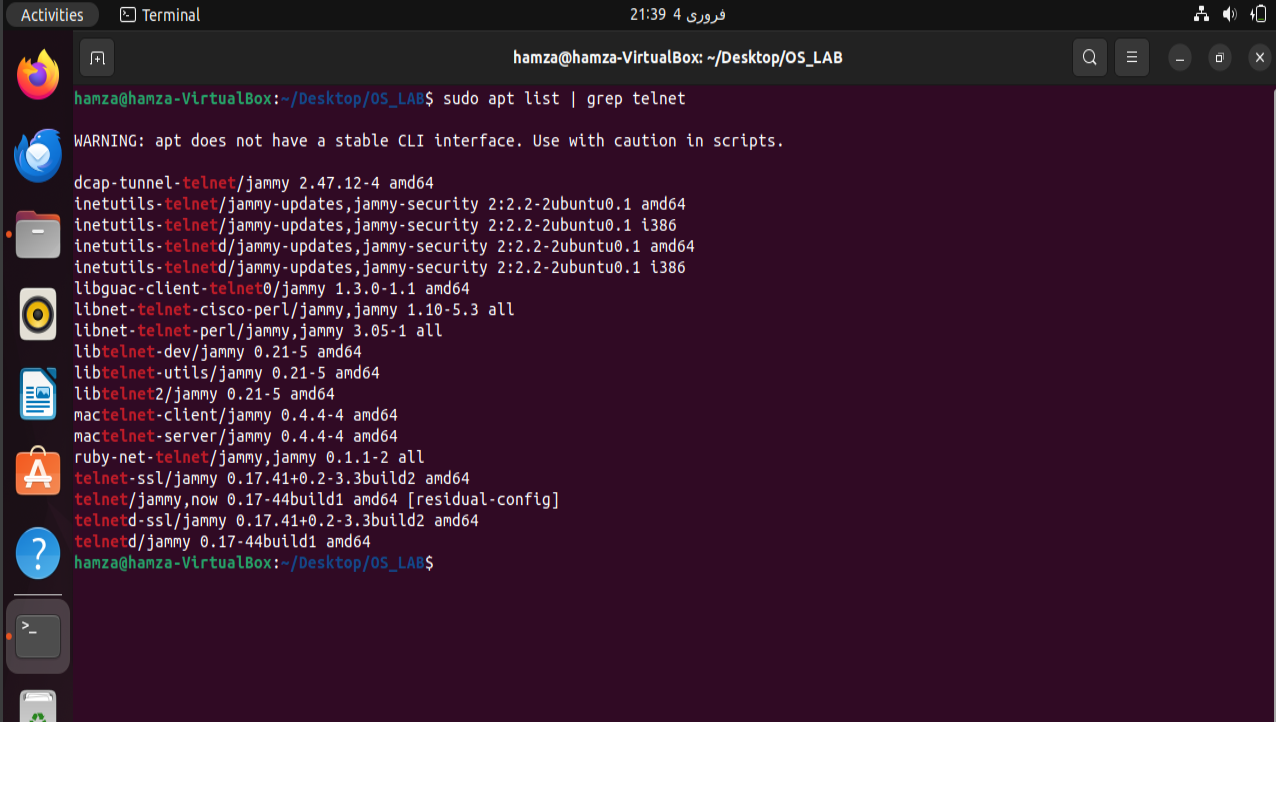 Activities
Terminal
21:39 4 فروری
hamza@hamza-VirtualBox: ~/Desktop/OS_LAB
hamza@hamza-VirtualBox:~/Desktop/OS_LAB$ sudo apt list | grep telnet
WARNING: apt does not have a stable CLI interface. Use with caution in scripts.
dcap-tunnel-telnet/jammy 2.47.12-4 amd64
inetutils-telnet/jammy-updates,jammy-security 2:2.2-2ubuntu0.1 amd64
inetutils-telnet/jammy-updates,jammy-security 2:2.2-2ubuntu0.1 i386
inetutils-telnetd/jammy-updates,jammy-security 2:2.2-2ubuntu0.1 amd64
inetutils-telnetd/jammy-updates,jammy-security 2:2.2-2ubuntu0.1 i386
libguac-client-telnet0/jammy 1.3.0-1.1 amd64
libnet-telnet-cisco-perl/jammy,jammy 1.10-5.3 all
libnet-telnet-perl/jammy,jammy 3.05-1 all
libtelnet-dev/jammy 0.21-5 amd64
libtelnet-utils/jammy 0.21-5 amd64
libtelnet2/jammy 0.21-5 amd64
mactelnet-client/jammy 0.4.4-4 amd64
mactelnet-server/jammy 0.4.4-4 amd64
ruby-net-telnet/jammy,jammy 0.1.1-2 all
telnet-ssl/jammy 0.17.41+0.2-3.3build2 amd64
telnet/jammy,now 0.17-44build1 amd64 [residual-config]
telnetd-ssl/jammy 0.17.41+0.2-3.3build2 amd64
telnetd/jammy 0.17-44build1 amd64
hamza@hamza-VirtualBox:~/Desktop/OS_LAB$